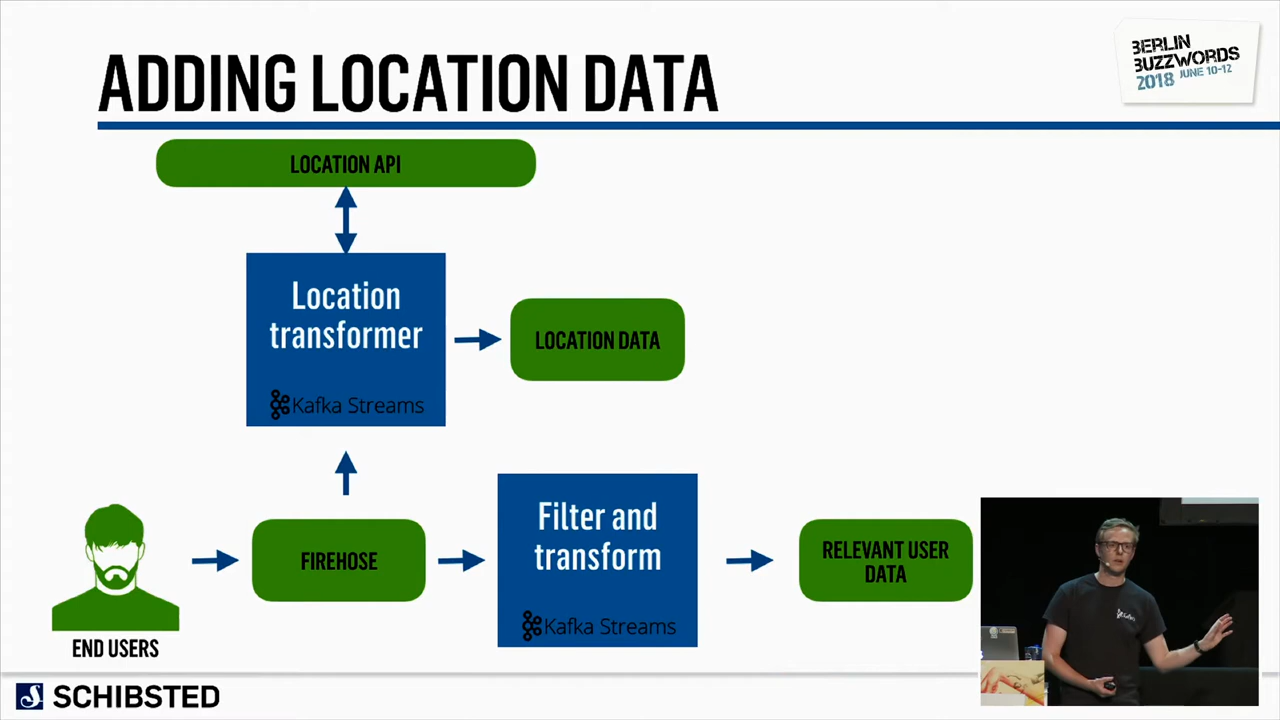 ADDING LOCATION DATA
BERLIN
BUZZWORDS
2018 JUNE 10-12
LOCATION API
Location
transformer
Kafka Streams
LOCATION DATA
Filter and
transform
Kafka Streams
FIREHOSE
RELEVANT USER
DATA
END USERS
SCHIBSTED